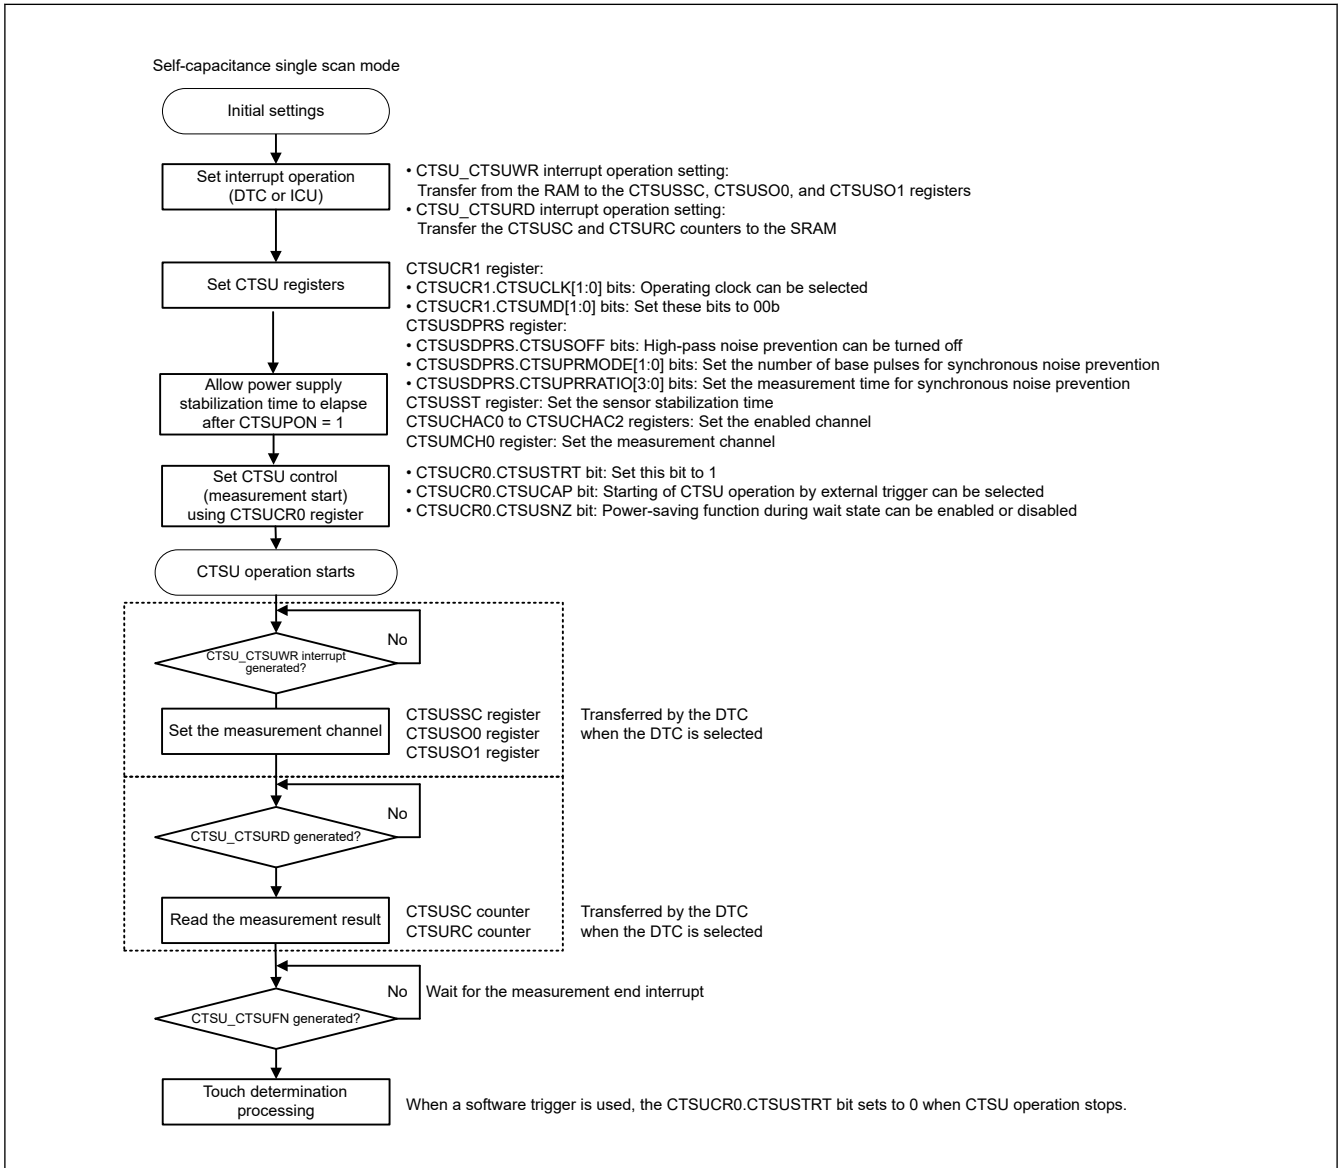 Self-capacitance single scan mode
Initial settings
Set interrupt operation
(DTC or ICU)
• CTSU_CTSUWR interrupt operation setting:
Transfer from the RAM to the CTSUSSC, CTSUSO0, and CTSUSO1 registers
• CTSU_CTSURD interrupt operation setting:
Transfer the CTSUSC and CTSURC counters to the SRAM
Set CTSU registers
CTSUCR1 register:
• CTSUCR1.CTSUCLK[1:0] bits: Operating clock can be selected
• CTSUCR1.CTSUMD[1:0] bits: Set these bits to 00b
CTSUSDPRS register:
• CTSUSDPRS.CTSUSOFF bits: High-pass noise prevention can be turned off
• CTSUSDPRS.CTSUPRMODE[1:0] bits: Set the number of base pulses for synchronous noise prevention
• CTSUSDPRS.CTSUPRRATIO[3:0] bits: Set the measurement time for synchronous noise prevention
CTSUSST register: Set the sensor stabilization time
CTSUCHAC0 to CTSUCHAC2 registers: Set the enabled channel
CTSUMCH0 register: Set the measurement channel
Allow power supply
stabilization time to elapse
after CTSUPON = 1
Set CTSU control
(measurement start)
using CTSUCR0 register
• CTSUCR0.CTSUSTRT bit: Set this bit to 1
• CTSUCR0.CTSUCAP bit: Starting of CTSU operation by external trigger can be selected
• CTSUCR0.CTSUSNZ bit: Power-saving function during wait state can be enabled or disabled
CTSU operation starts
No
CTSU_CTSUWR interrupt
generated?
Set the measurement channel
CTSUSSC register
CTSUSO0 register
CTSUSO1 register
Transferred by the DTC
when the DTC is selected
No
CTSU_CTSURD generated?
Read the measurement result
CTSUSC counter
CTSURC counter
Transferred by the DTC
when the DTC is selected
No
Wait for the measurement end interrupt
CTSU_CTSUFN generated?
Touch determination
processing
When a software trigger is used, the CTSUCR0.CTSUSTRT bit sets to 0 when CTSU operation stops.